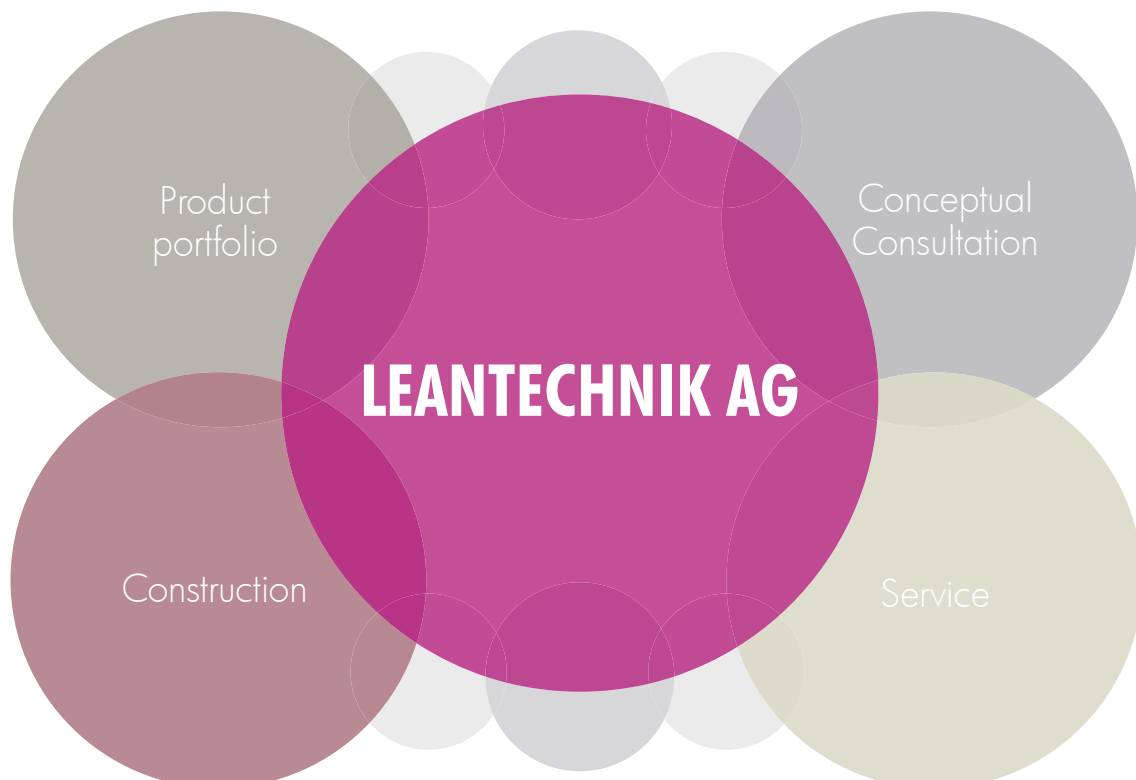 Product
portfolio
Conceptual
Consultation
LEANTECHNIK AG
Construction
Service